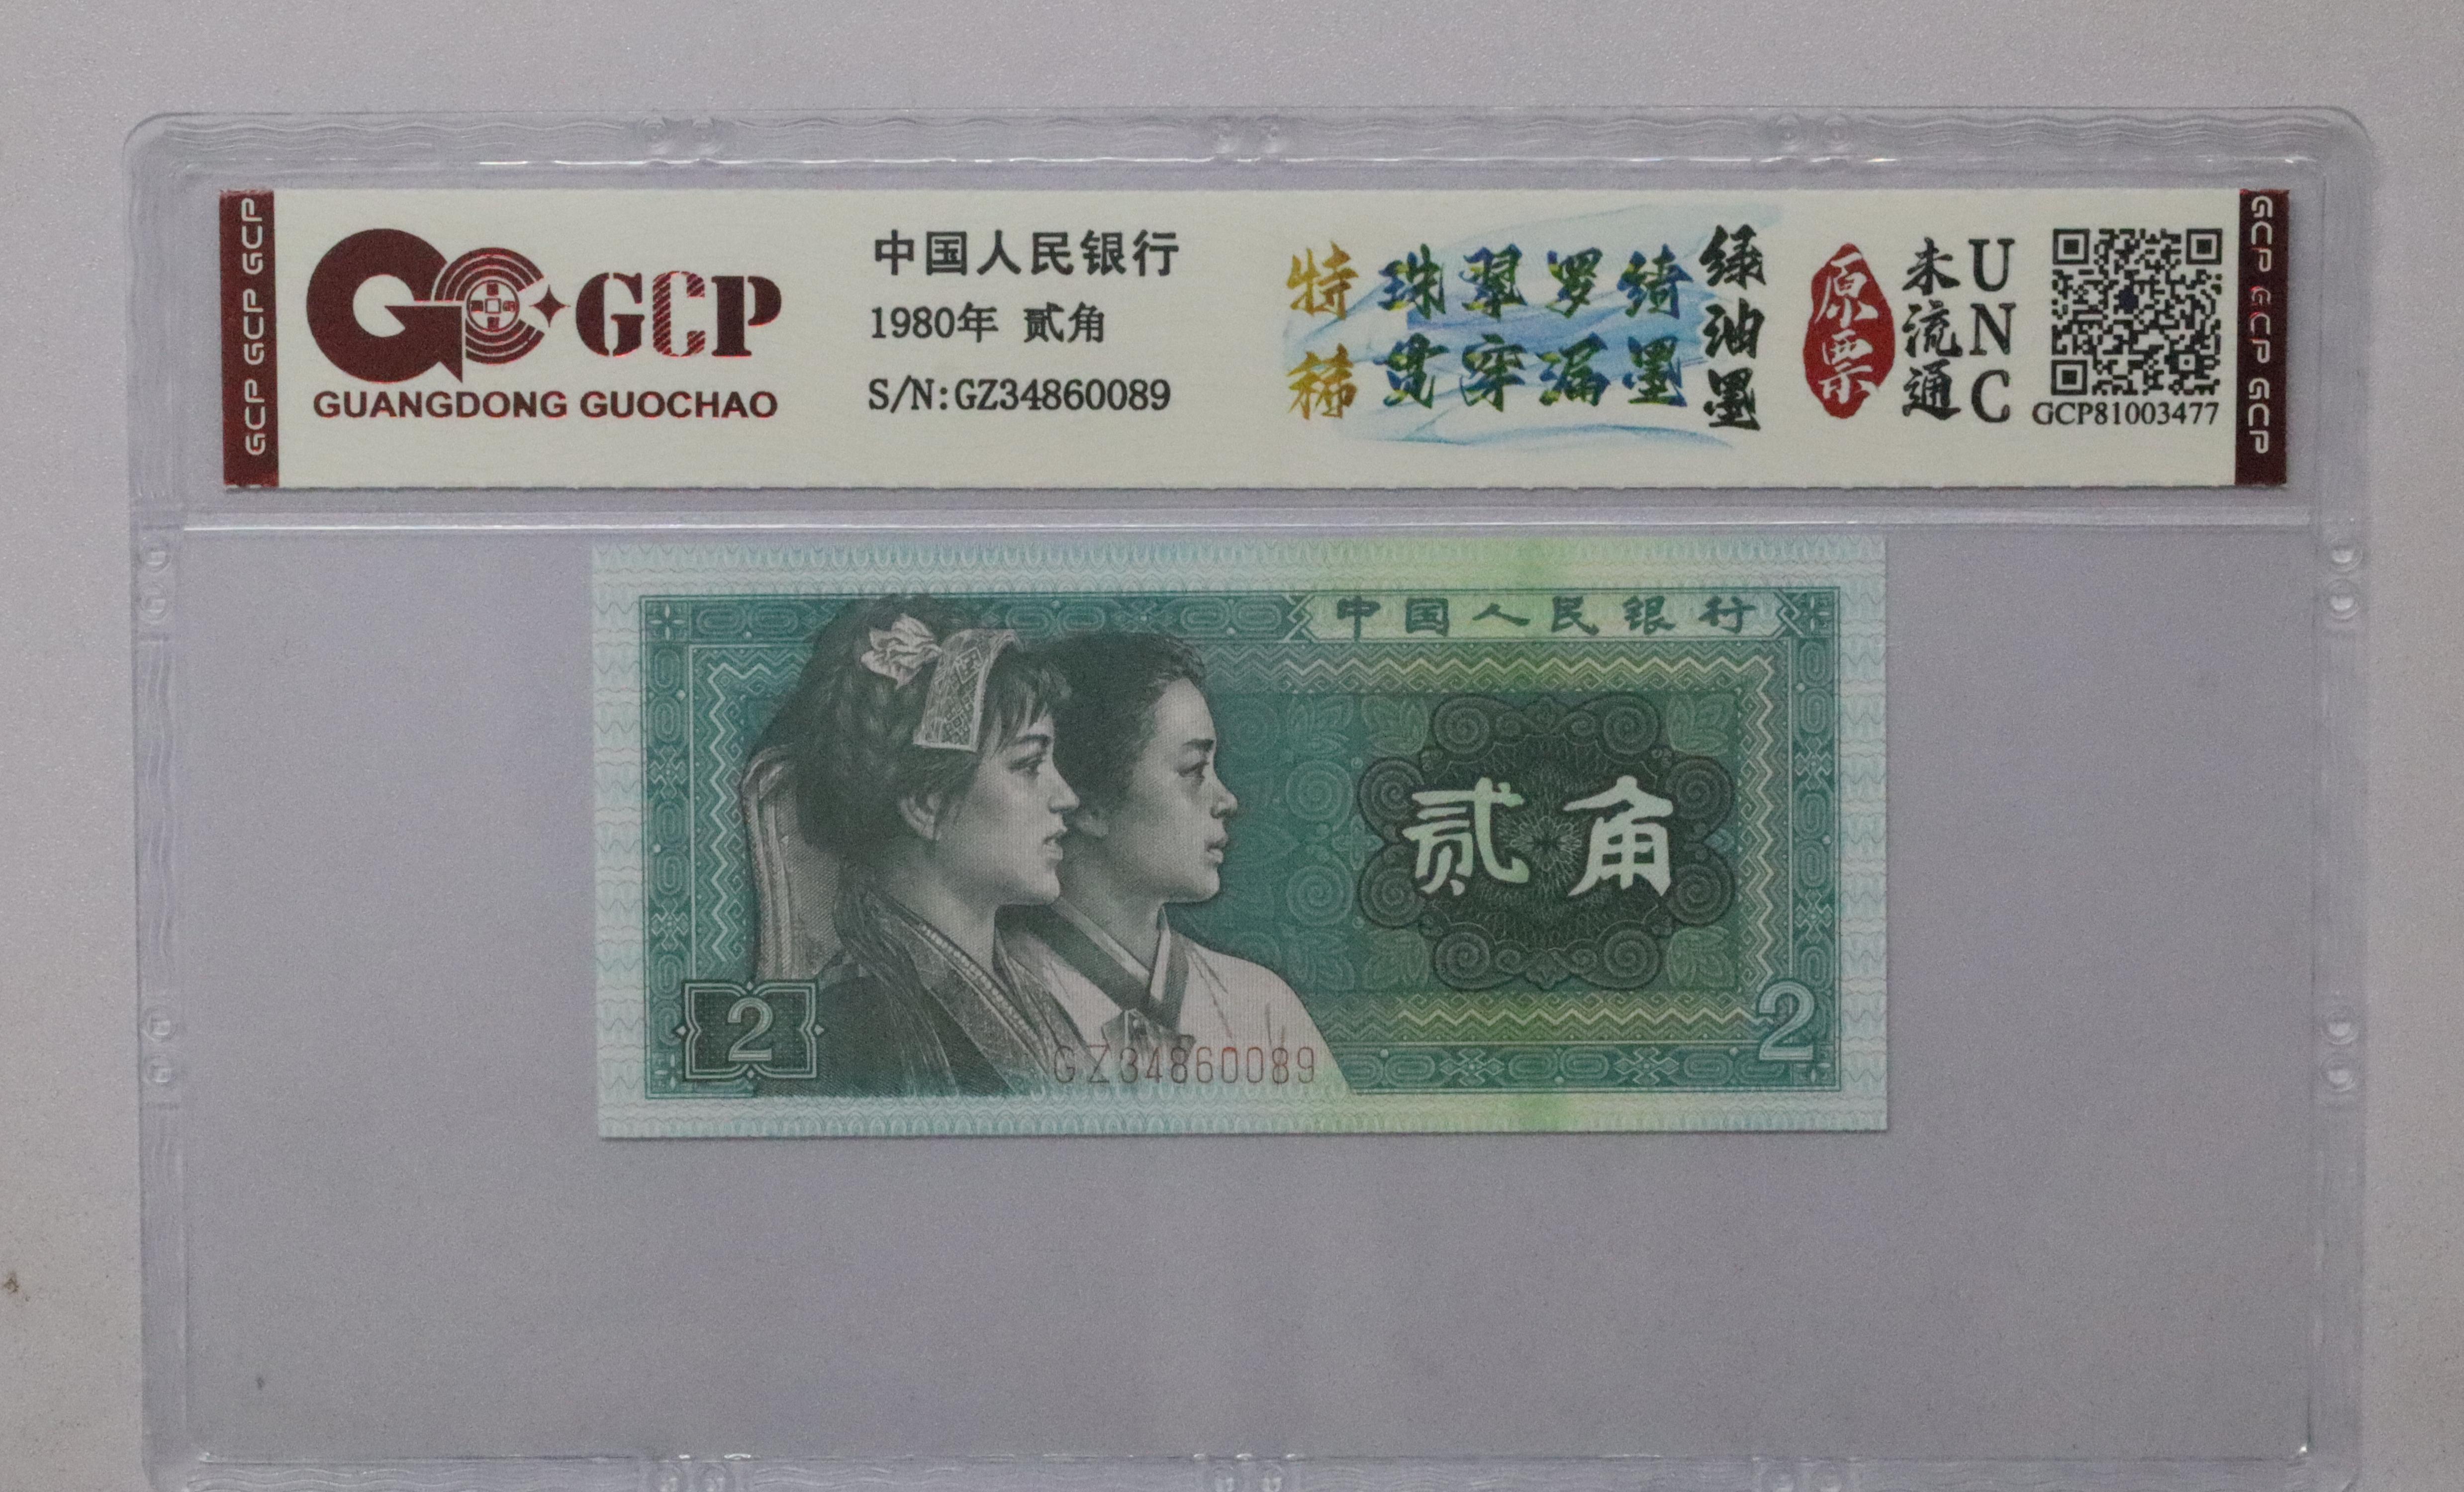 GCP GCP GCP
GCP
GUANGDONG GUOCHAO
中国人民银行
1980年 贰角
S/N:GZ34860089
特稀
珠翠罗绮
贯穿漏墨
绿油墨
原票
未流通
UNC
GCP81003477
GCP GCP GCP
中国人民银行
贰角
2
2
GZ34860089